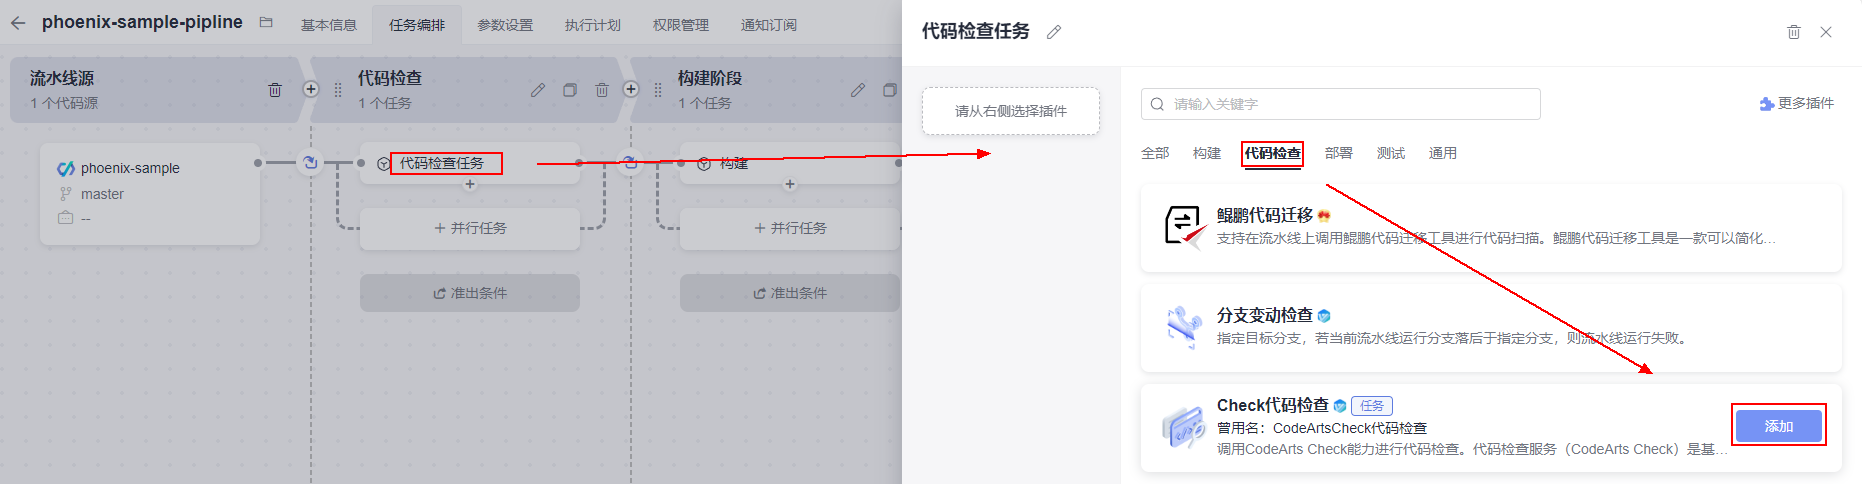 phoenix-sample-pipline
基本信息
任务编排
参数设置
执行计划
权限管理
通知订阅
流水线源
1 个代码源
代码检查
1 个任务
构建阶段
1 个任务
phoenix-sample
master
--
代码检查任务
并行任务
准出条件
构建
并行任务
准出条件
代码检查任务
请从右侧选择插件
请输入关键字
更多插件
全部
构建
代码检查
部署
测试
通用
鲲鹏代码迁移
支持在流水线上调用鲲鹏代码迁移工具进行代码扫描。鲲鹏代码迁移工具是一款可以简化...
分支变动检查
指定目标分支，若当前流水线运行分支落后于指定分支，则流水线运行失败。
Check代码检查 任务
曾用名：CodeArtsCheck代码检查
调用CodeArts Check能力进行代码检查。代码检查服务（CodeArts Check）是基...
添加